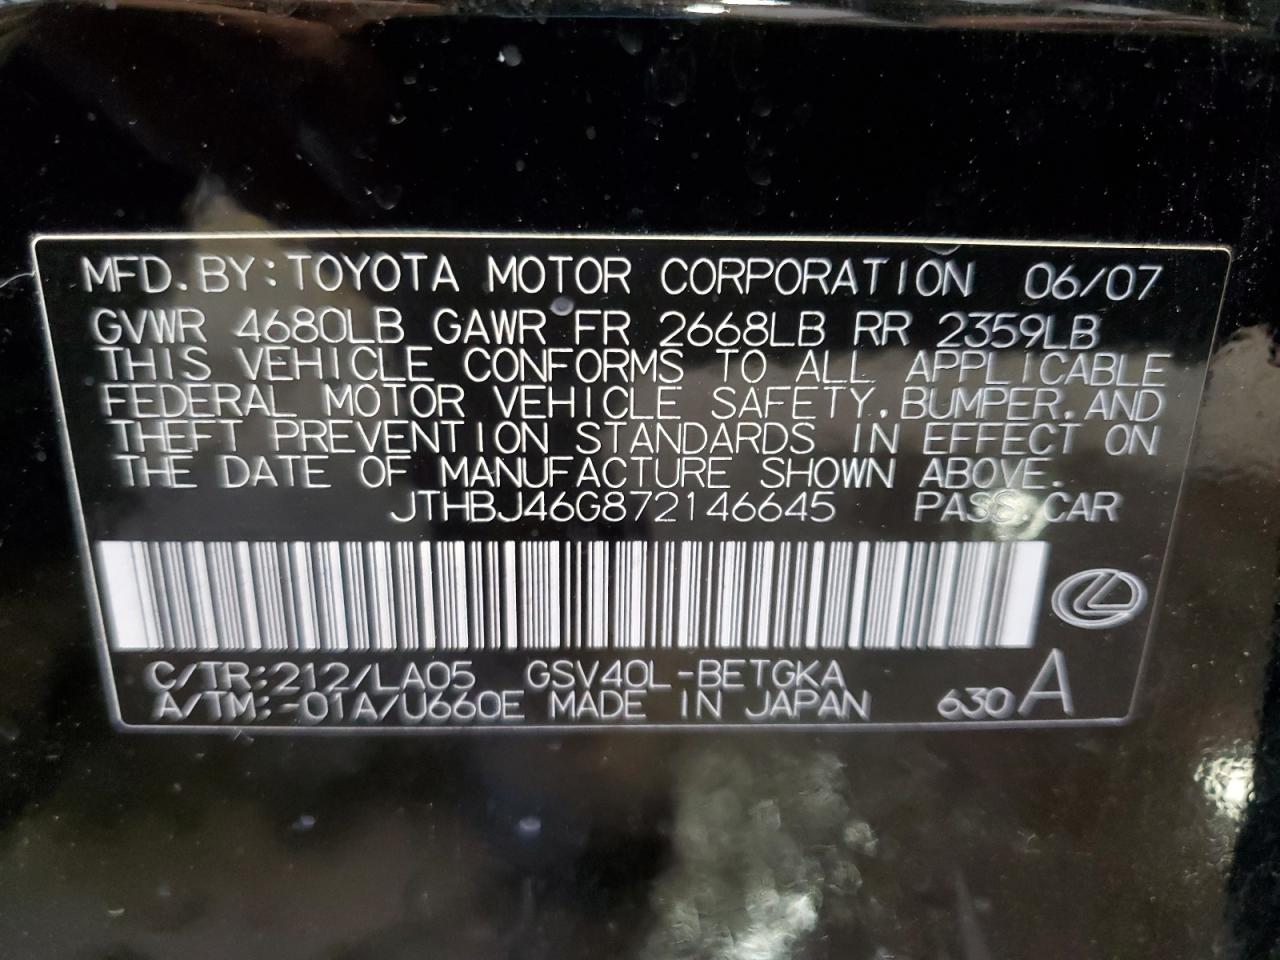 MFD.BY:TOYOTA MOTOR CORPORATION 06/07
GVWR 4680LB GAWR FR 2668LB RR 2359LB
THIS VEHICLE CONFORMS TO ALL APPLICABLE
FEDERAL MOTOR VEHICLE SAFETY,BUMPER,AND
THEFT PREVENTION STANDARDS IN EFFECT ON
THE DATE OF MANUFACTURE SHOWN ABOVE.
JTHBJ46G872146645 PASS.CAR
C/TR:212/LA05 GSV40L-BETGKA
A/TM:-01A/U660E MADE IN JAPAN 630 A